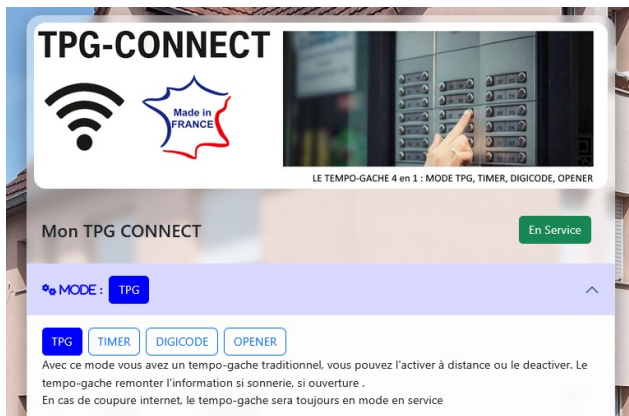 TPG-CONNECT
Made in
FRANCE
LE TEMPO-GACHE 4 en 1 : MODE TPG, TIMER, DIGICODE, OPENER
Mon TPG CONNECT
En Service
MODE : TPG
TPG TIMER DIGICODE OPENER
Avec ce mode vous avez un tempo-gache traditionnel, vous pouvez l'activer à distance ou le deactiver. Le
tempo-gache remonter l'information si sonnerie, si ouverture .
En cas de coupure internet, le tempo-gache sera toujours en mode en service